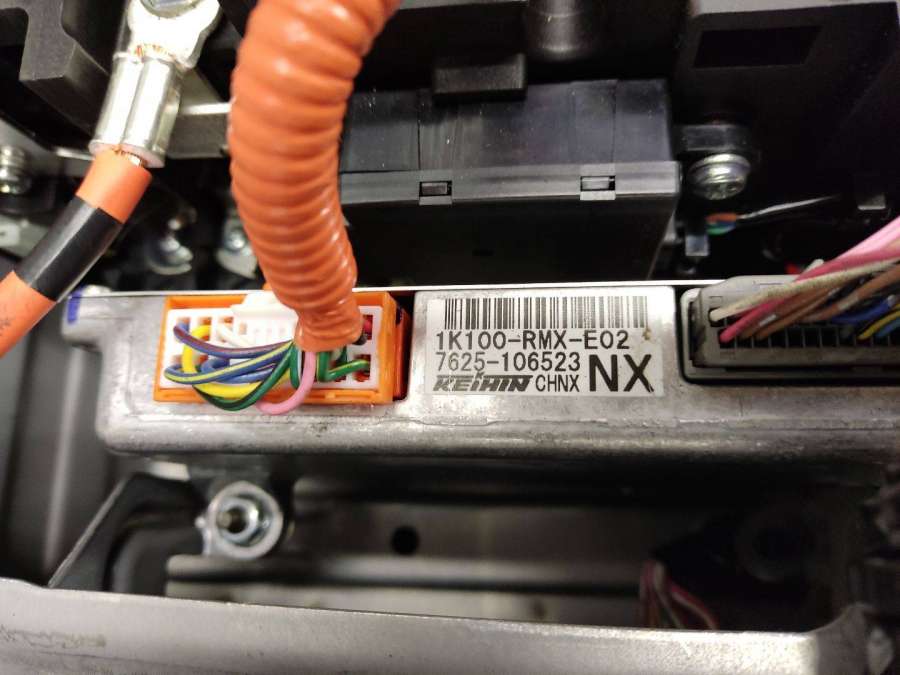 1K100-RMX-E02
7625-106523
KEIHIN CHNX NX